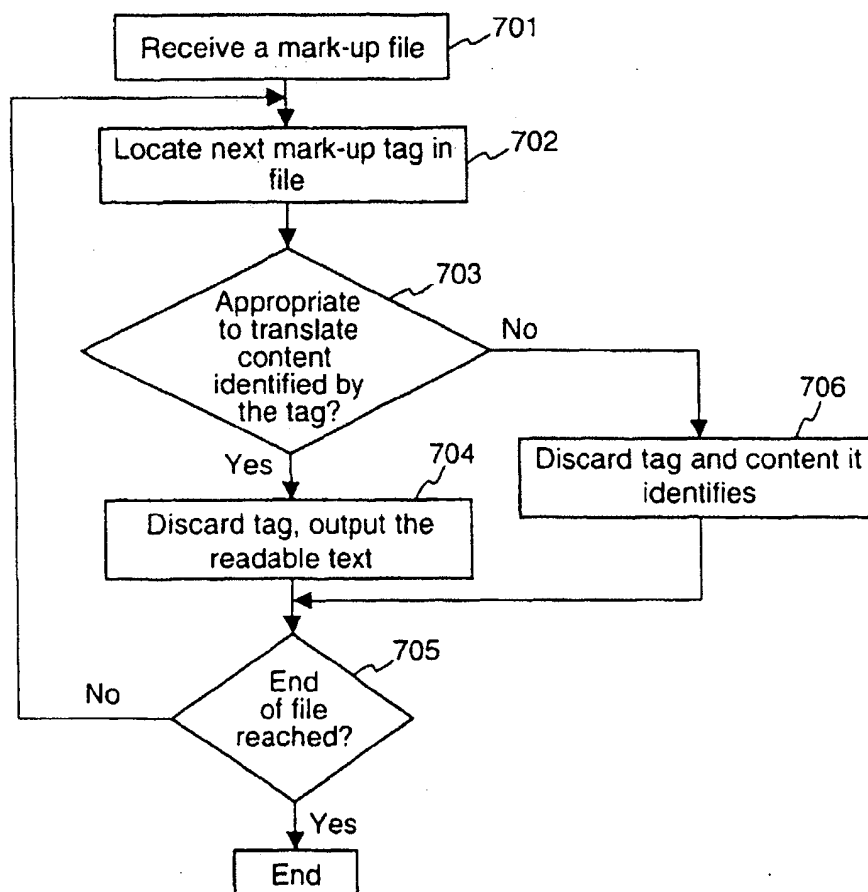 Receive a mark-up file
701
Locate next mark-up tag in
file
702
703
Appropriate
to translate
content
identified by
the tag?
No
Yes
704
706
Discard tag and content it
identifies
Discard tag, output the
readable text
705
No
End
of file
reached?
Yes
End